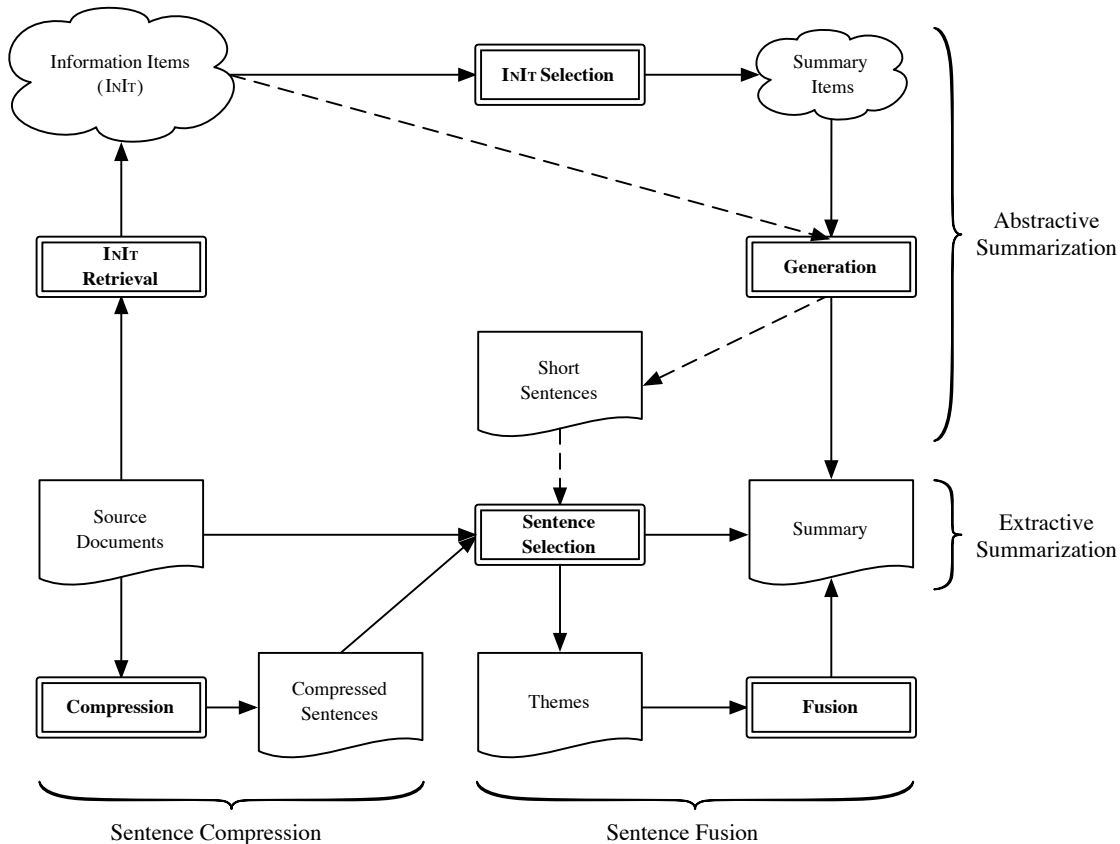 Information Items
(INIT)
INIT Selection
Summary
Items
Abstractive
Summarization
INIT
Retrieval
Generation
Short
Sentences
Source
Documents
Sentence
Selection
Summary
Extractive
Summarization
Compression
Compressed
Sentences
Themes
Fusion
Sentence Compression
Sentence Fusion